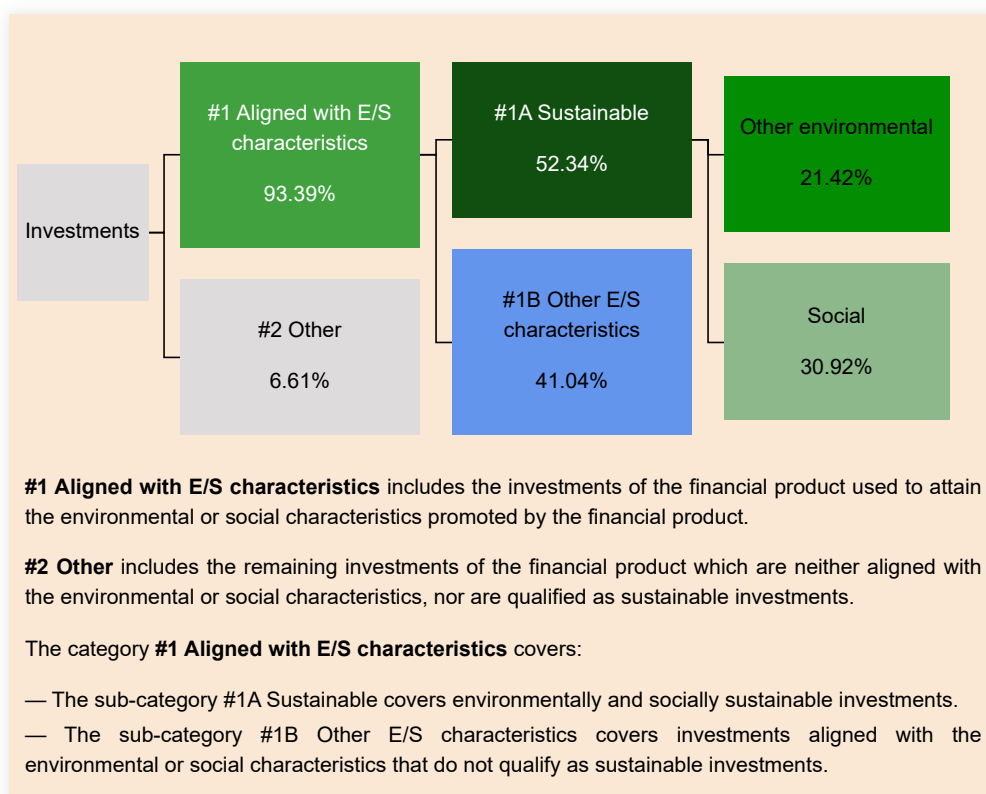 Investments
#1 Aligned with E/S
characteristics
93.39%
#2 Other
6.61%
#1A Sustainable
52.34%
#1B Other E/S
characteristics
41.04%
Other environmental
21.42%
Social
30.92%
#1 Aligned with E/S characteristics includes the investments of the financial product used to attain
the environmental or social characteristics promoted by the financial product.
#2 Other includes the remaining investments of the financial product which are neither aligned with
the environmental or social characteristics, nor are qualified as sustainable investments.
The category #1 Aligned with E/S characteristics covers:
— The sub-category #1A Sustainable covers environmentally and socially sustainable investments.
— The sub-category #1B Other E/S characteristics covers investments aligned with the
environmental or social characteristics that do not qualify as sustainable investments.